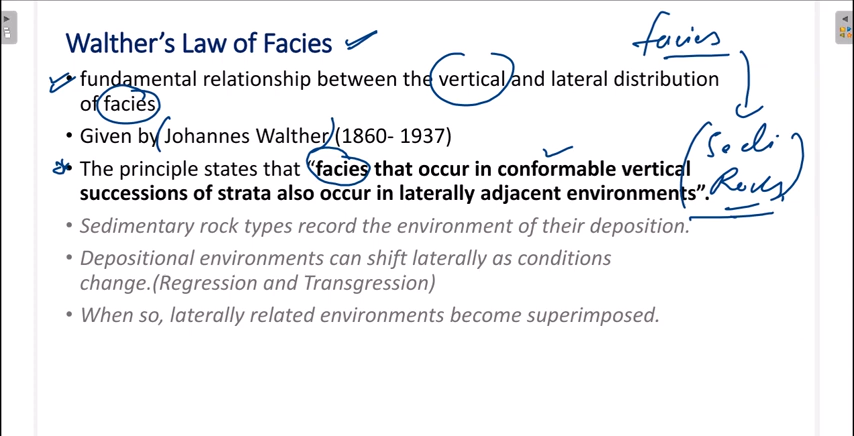 Walther's Law of Facies
facies
• fundamental relationship between the vertical and lateral distribution
of facies
• Given by Johannes Walther (1860- 1937)
Sedi
• The principle states that "facies that occur in conformable vertical
Rocks
successions of strata also occur in laterally adjacent environments".
• Sedimentary rock types record the environment of their deposition.
• Depositional environments can shift laterally as conditions
change.(Regression and Transgression)
• When so, laterally related environments become superimposed.